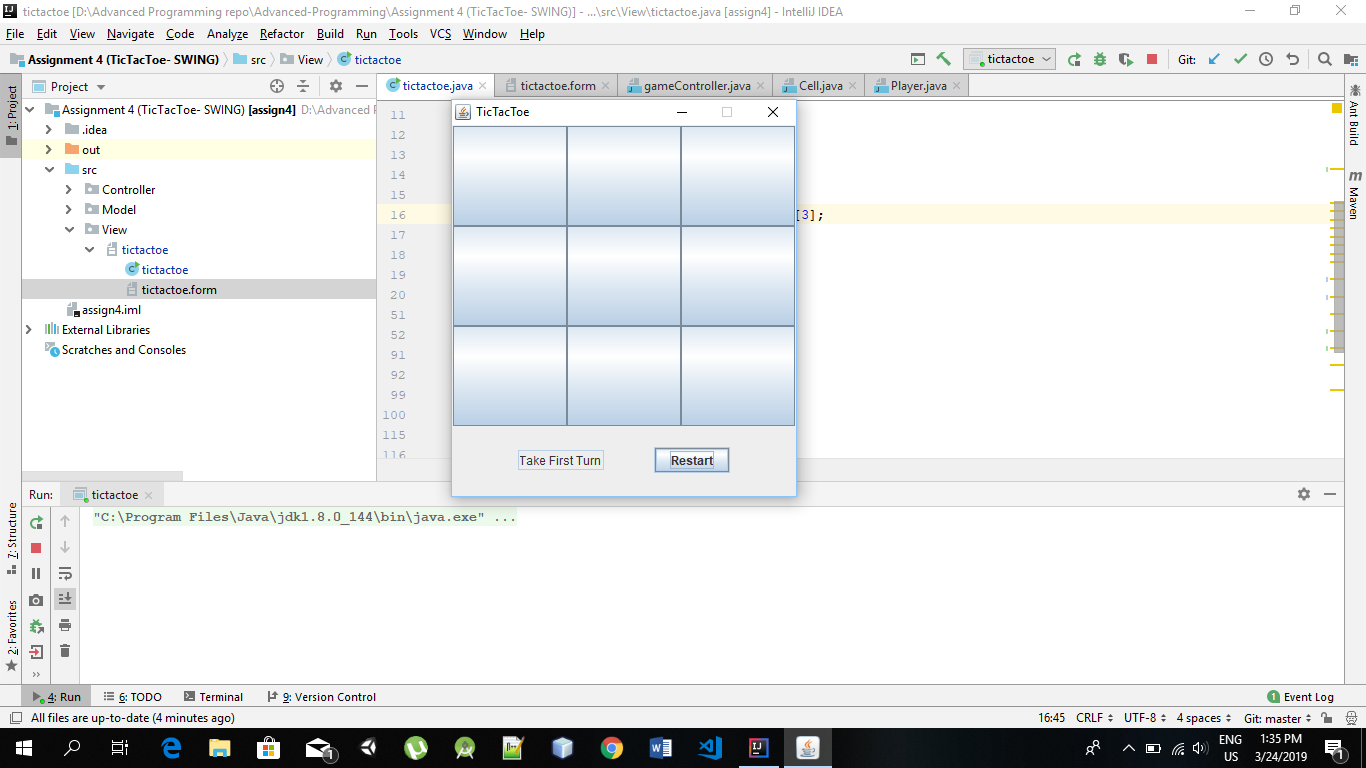 tictactoe [D:\Advanced Programming repo\Advanced-Programming\Assignment 4 (TicTacToe- SWING)] - ...\src\View\tictactoe.java [assign4] - IntelliJ IDEA
File Edit View Navigate Code Analyze Refactor Build Run Tools VCS Window Help
Assignment 4 (TicTacToe- SWING) src View tictactoe
tictactoe Git:
1: Project
Project
tictactoe.java tictactoe.form gameController.java Cell.java Player.java
Assignment 4 (TicTacToe- SWING) [assign4] D:\Advanced P
.idea
out
src
Controller
Model
View
tictactoe
tictactoe
tictactoe.form
assign4.iml
External Libraries
Scratches and Consoles
11
12
13
14
15
16 [3];
17
18
19
20
51
52
91
92
99
100
115
116
TicTacToe
Take First Turn Restart
Ant Build
m Maven
Run: tictactoe
"C:\Program Files\Java\jdk1.8.0_144\bin\java.exe" ...
7: Structure
2: Favorites
4: Run 6: TODO Terminal 9: Version Control 1 Event Log
All files are up-to-date (4 minutes ago) 16:45 CRLF UTF-8 4 spaces Git: master
ENG 1:35 PM
US 3/24/2019
1
1